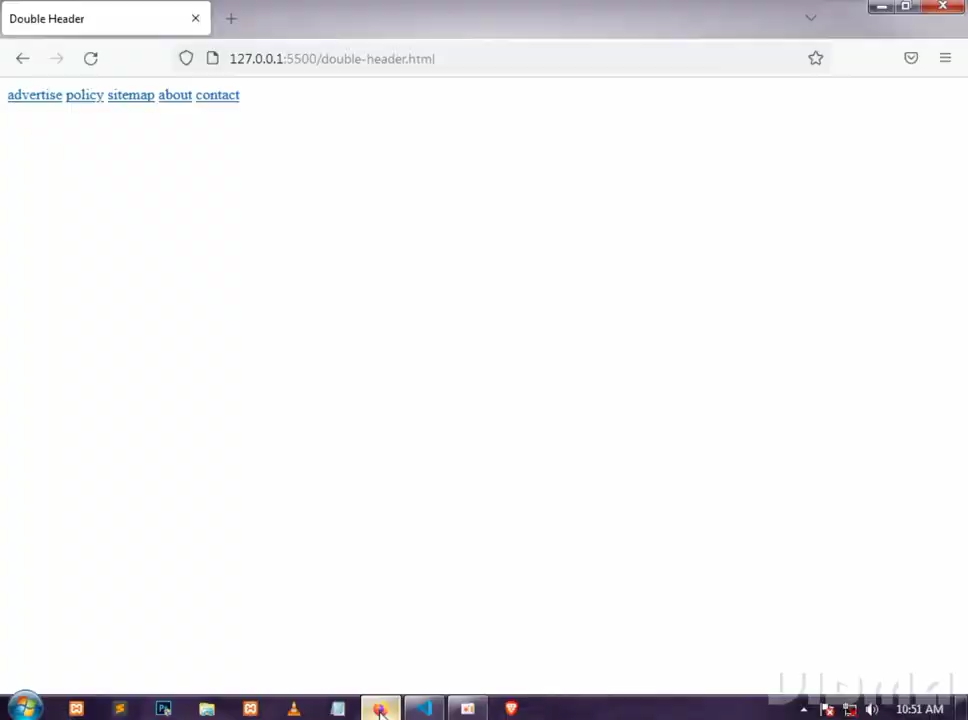 Double Header
127.0.0.1:5500/double-header.html
advertise policy sitemap about contact
10:51 AM